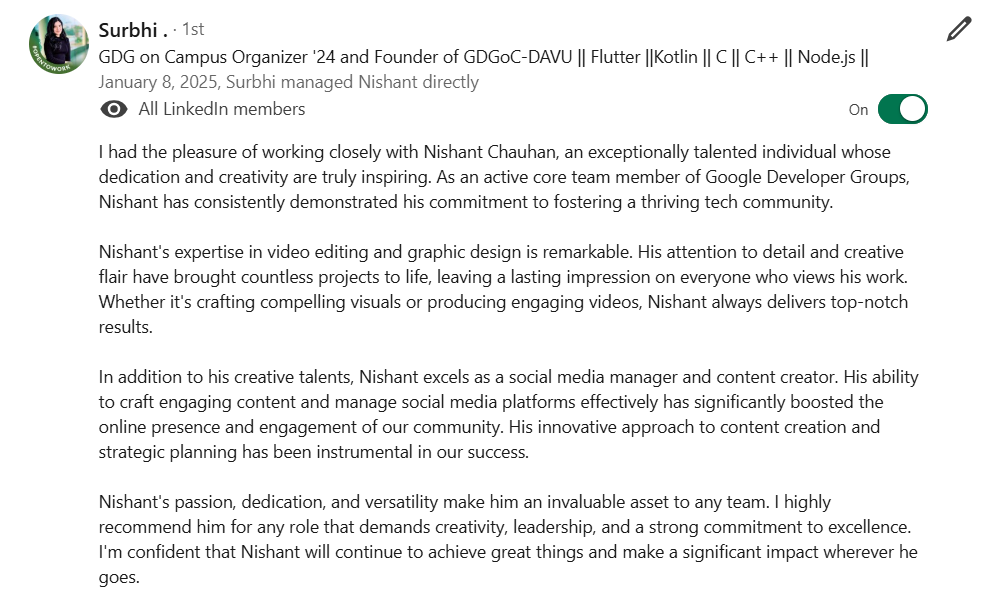 Surbhi . · 1st
GDG on Campus Organizer '24 and Founder of GDGoC-DAVU || Flutter ||Kotlin || C || C++ || Node.js ||
January 8, 2025, Surbhi managed Nishant directly
All LinkedIn members
On
I had the pleasure of working closely with Nishant Chauhan, an exceptionally talented individual whose
dedication and creativity are truly inspiring. As an active core team member of Google Developer Groups,
Nishant has consistently demonstrated his commitment to fostering a thriving tech community.
Nishant's expertise in video editing and graphic design is remarkable. His attention to detail and creative
flair have brought countless projects to life, leaving a lasting impression on everyone who views his work.
Whether it's crafting compelling visuals or producing engaging videos, Nishant always delivers top-notch
results.
In addition to his creative talents, Nishant excels as a social media manager and content creator. His ability
to craft engaging content and manage social media platforms effectively has significantly boosted the
online presence and engagement of our community. His innovative approach to content creation and
strategic planning has been instrumental in our success.
Nishant's passion, dedication, and versatility make him an invaluable asset to any team. I highly
recommend him for any role that demands creativity, leadership, and a strong commitment to excellence.
I'm confident that Nishant will continue to achieve great things and make a significant impact wherever he
goes.